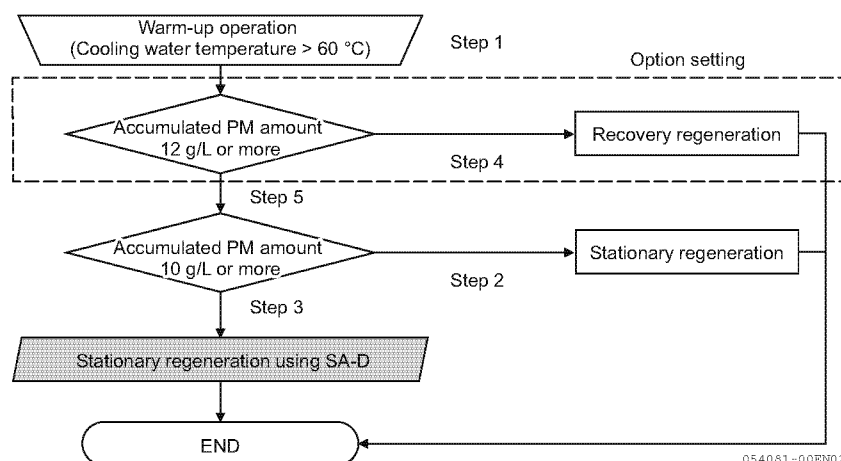 Warm-up operation
(Cooling water temperature > 60 °C)
Step 1
Option setting
Accumulated PM amount
12 g/L or more
Recovery regeneration
Step 4
Step 5
Accumulated PM amount
10 g/L or more
Stationary regeneration
Step 2
Step 3
Stationary regeneration using SA-D
END